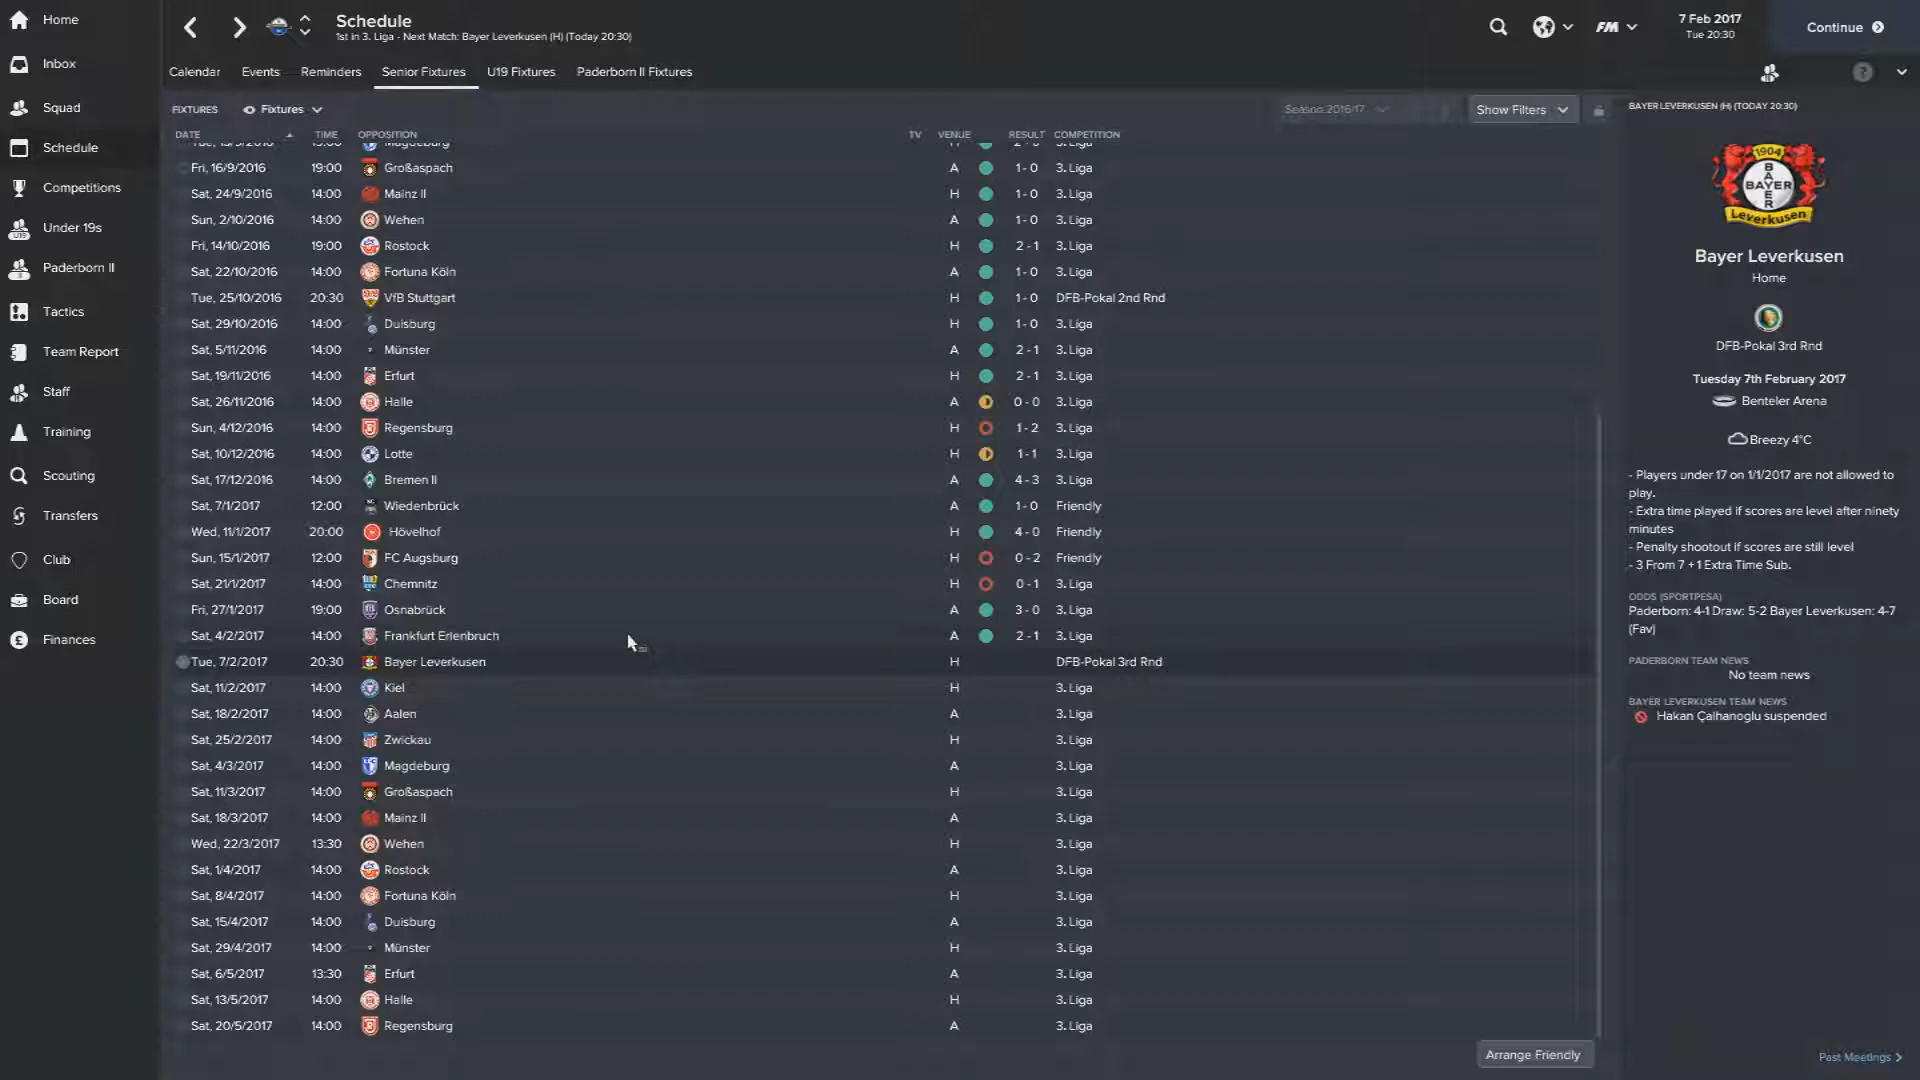 Home
Inbox
Squad
Schedule
Competitions
Under 19s
Paderborn II
Tactics
Team Report
Staff
Training
Scouting
Transfers
Club
Board
Finances
Schedule
1st in 3. Liga - Next Match: Bayer Leverkusen (H) (Today 20:30)
FM
7 Feb 2017
Tue 20:30
Continue
Calendar Events Reminders Senior Fixtures U19 Fixtures Paderborn II Fixtures
FIXTURES Fixtures Season 2016/17 Show Filters
DATE TIME OPPOSITION TV VENUE RESULT COMPETITION
Magdeburg 3. Liga
Fri, 16/9/2016 19:00 Großaspach A 1 - 0 3. Liga
Sat, 24/9/2016 14:00 Mainz II H 1 - 0 3. Liga
Sun, 2/10/2016 14:00 Wehen A 1 - 0 3. Liga
Fri, 14/10/2016 19:00 Rostock H 2 - 1 3. Liga
Sat, 22/10/2016 14:00 Fortuna Köln A 1 - 0 3. Liga
Tue, 25/10/2016 20:30 VfB Stuttgart H 1 - 0 DFB-Pokal 2nd Rnd
Sat, 29/10/2016 14:00 Duisburg H 1 - 0 3. Liga
Sat, 5/11/2016 14:00 Münster A 2 - 1 3. Liga
Sat, 19/11/2016 14:00 Erfurt H 2 - 1 3. Liga
Sat, 26/11/2016 14:00 Halle A 0 - 0 3. Liga
Sun, 4/12/2016 14:00 Regensburg H 1 - 2 3. Liga
Sat, 10/12/2016 14:00 Lotte H 1 - 1 3. Liga
Sat, 17/12/2016 14:00 Bremen II A 4 - 3 3. Liga
Sat, 7/1/2017 12:00 Wiedenbrück A 1 - 0 Friendly
Wed, 11/1/2017 20:00 Hövelhof H 4 - 0 Friendly
Sun, 15/1/2017 12:00 FC Augsburg H 0 - 2 Friendly
Sat, 21/1/2017 14:00 Chemnitz H 0 - 1 3. Liga
Fri, 27/1/2017 19:00 Osnabrück A 3 - 0 3. Liga
Sat, 4/2/2017 14:00 Frankfurt Erlenbruch A 2 - 1 3. Liga
Tue, 7/2/2017 20:30 Bayer Leverkusen H DFB-Pokal 3rd Rnd
Sat, 11/2/2017 14:00 Kiel H 3. Liga
Sat, 18/2/2017 14:00 Aalen A 3. Liga
Sat, 25/2/2017 14:00 Zwickau H 3. Liga
Sat, 4/3/2017 14:00 Magdeburg A 3. Liga
Sat, 11/3/2017 14:00 Großaspach H 3. Liga
Sat, 18/3/2017 14:00 Mainz II A 3. Liga
Wed, 22/3/2017 13:30 Wehen H 3. Liga
Sat, 1/4/2017 14:00 Rostock A 3. Liga
Sat, 8/4/2017 14:00 Fortuna Köln H 3. Liga
Sat, 15/4/2017 14:00 Duisburg A 3. Liga
Sat, 29/4/2017 14:00 Münster H 3. Liga
Sat, 6/5/2017 13:30 Erfurt A 3. Liga
Sat, 13/5/2017 14:00 Halle H 3. Liga
Sat, 20/5/2017 14:00 Regensburg A 3. Liga
Arrange Friendly
BAYER LEVERKUSEN (H) (TODAY 20:30)
1904
BAYER
BAYER
Leverkusen
Bayer Leverkusen
Home
DFB-Pokal 3rd Rnd
Tuesday 7th February 2017
Benteler Arena
Breezy 4°C
- Players under 17 on 1/1/2017 are not allowed to
play.
- Extra time played if scores are level after ninety
minutes
- Penalty shootout if scores are still level
- 3 From 7 + 1 Extra Time Sub.
ODDS (SPORTPESA)
Paderborn: 4-1 Draw: 5-2 Bayer Leverkusen: 4-7
(Fav)
PADERBORN TEAM NEWS
No team news
BAYER LEVERKUSEN TEAM NEWS
Hakan Çalhanoglu suspended
Past Meetings